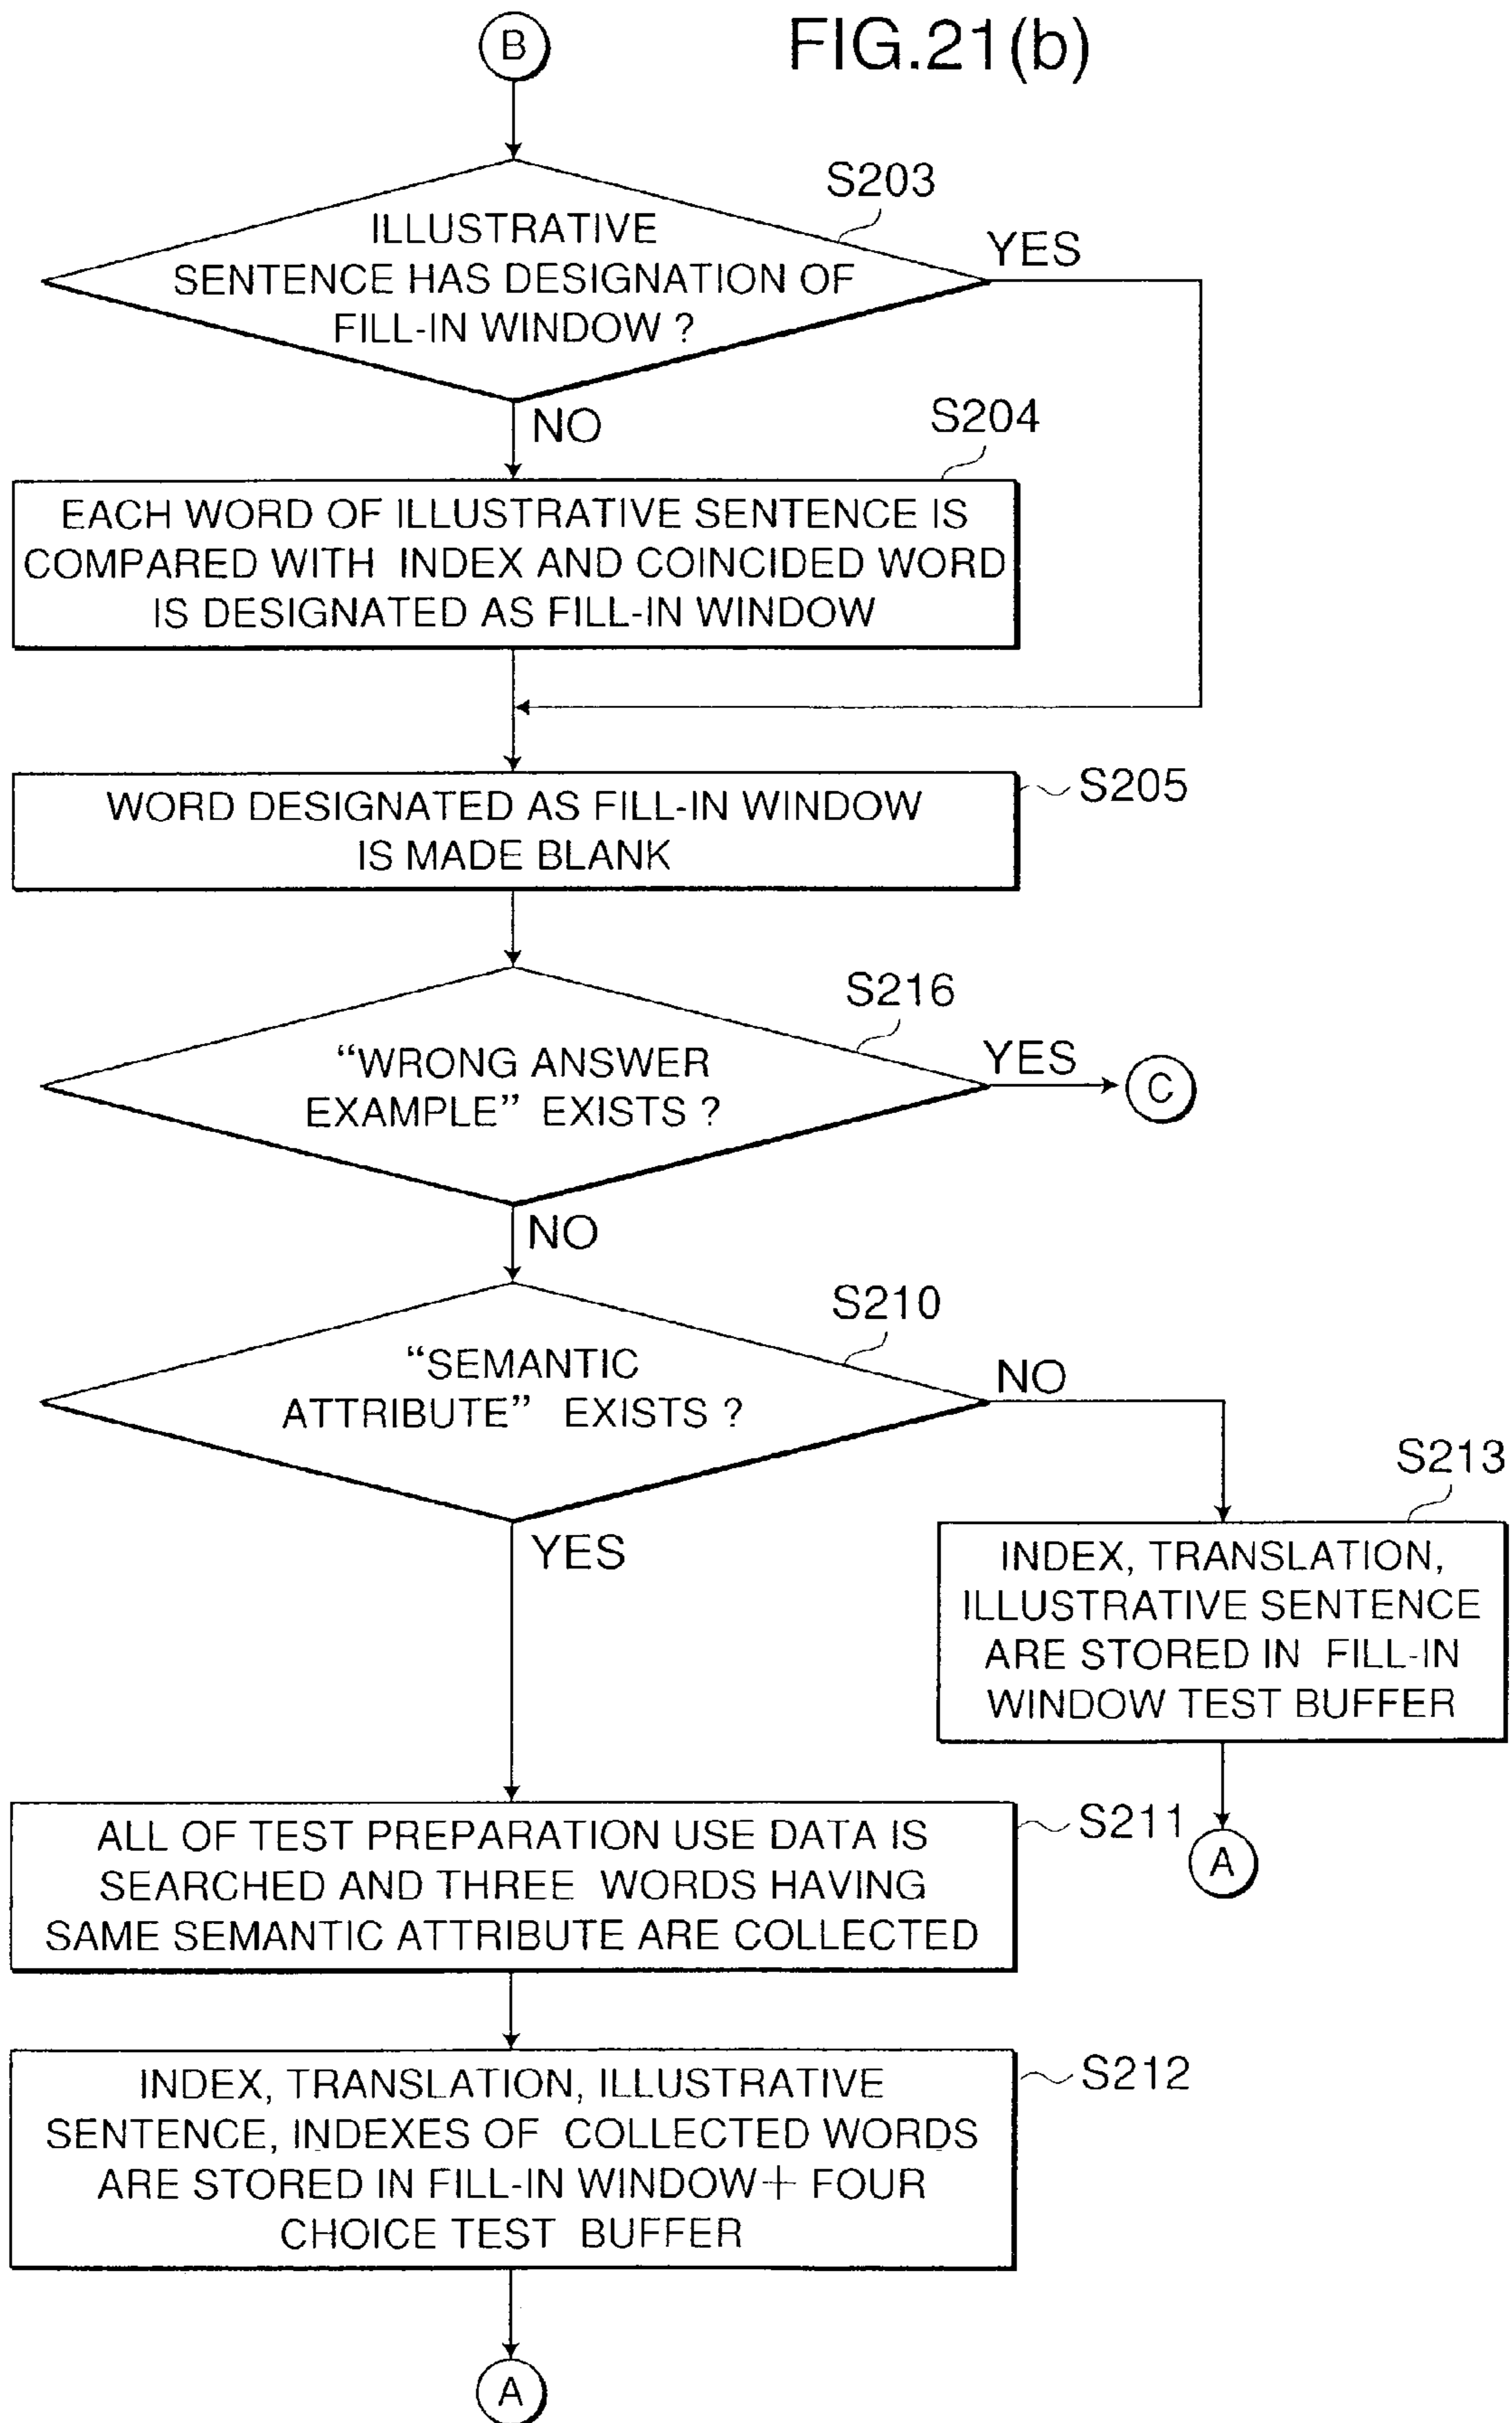 B
FIG.21(b)
S203
ILLUSTRATIVE
SENTENCE HAS DESIGNATION OF
FILL-IN WINDOW ?
YES
NO
S204
EACH WORD OF ILLUSTRATIVE SENTENCE IS
COMPARED WITH INDEX AND COINCIDED WORD
IS DESIGNATED AS FILL-IN WINDOW
WORD DESIGNATED AS FILL-IN WINDOW
IS MADE BLANK
S205
S216
“WRONG ANSWER
EXAMPLE” EXISTS ?
YES
C
NO
S210
“SEMANTIC
ATTRIBUTE” EXISTS ?
NO
YES
S213
INDEX, TRANSLATION,
ILLUSTRATIVE SENTENCE
ARE STORED IN FILL-IN
WINDOW TEST BUFFER
A
ALL OF TEST PREPARATION USE DATA IS
SEARCHED AND THREE WORDS HAVING
SAME SEMANTIC ATTRIBUTE ARE COLLECTED
S211
INDEX, TRANSLATION, ILLUSTRATIVE
SENTENCE, INDEXES OF COLLECTED WORDS
ARE STORED IN FILL-IN WINDOW+ FOUR
CHOICE TEST BUFFER
S212
A